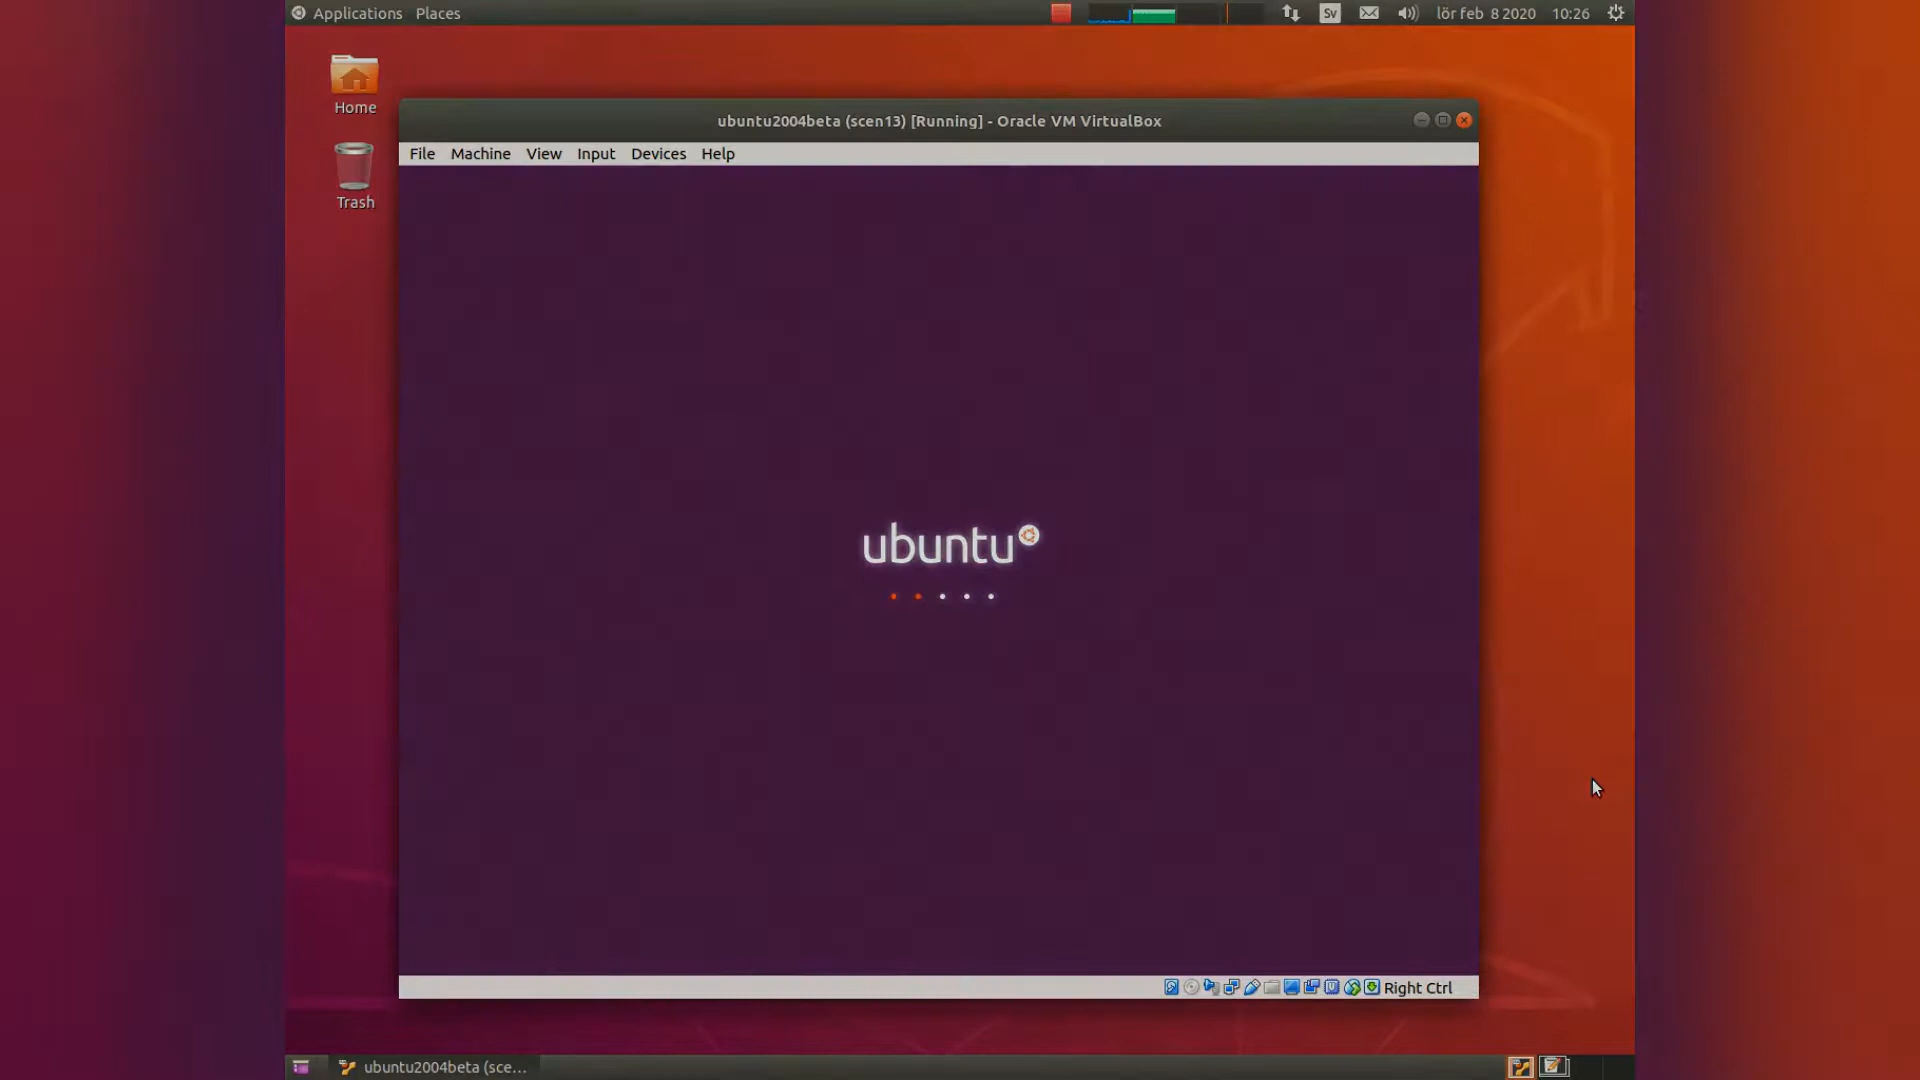 Applications Places
Sv lör feb 8 2020 10:26
Home
Trash
ubuntu2004beta (scen13) [Running] - Oracle VM VirtualBox
File Machine View Input Devices Help
ubuntu
Right Ctrl
ubuntu2004beta (sce...